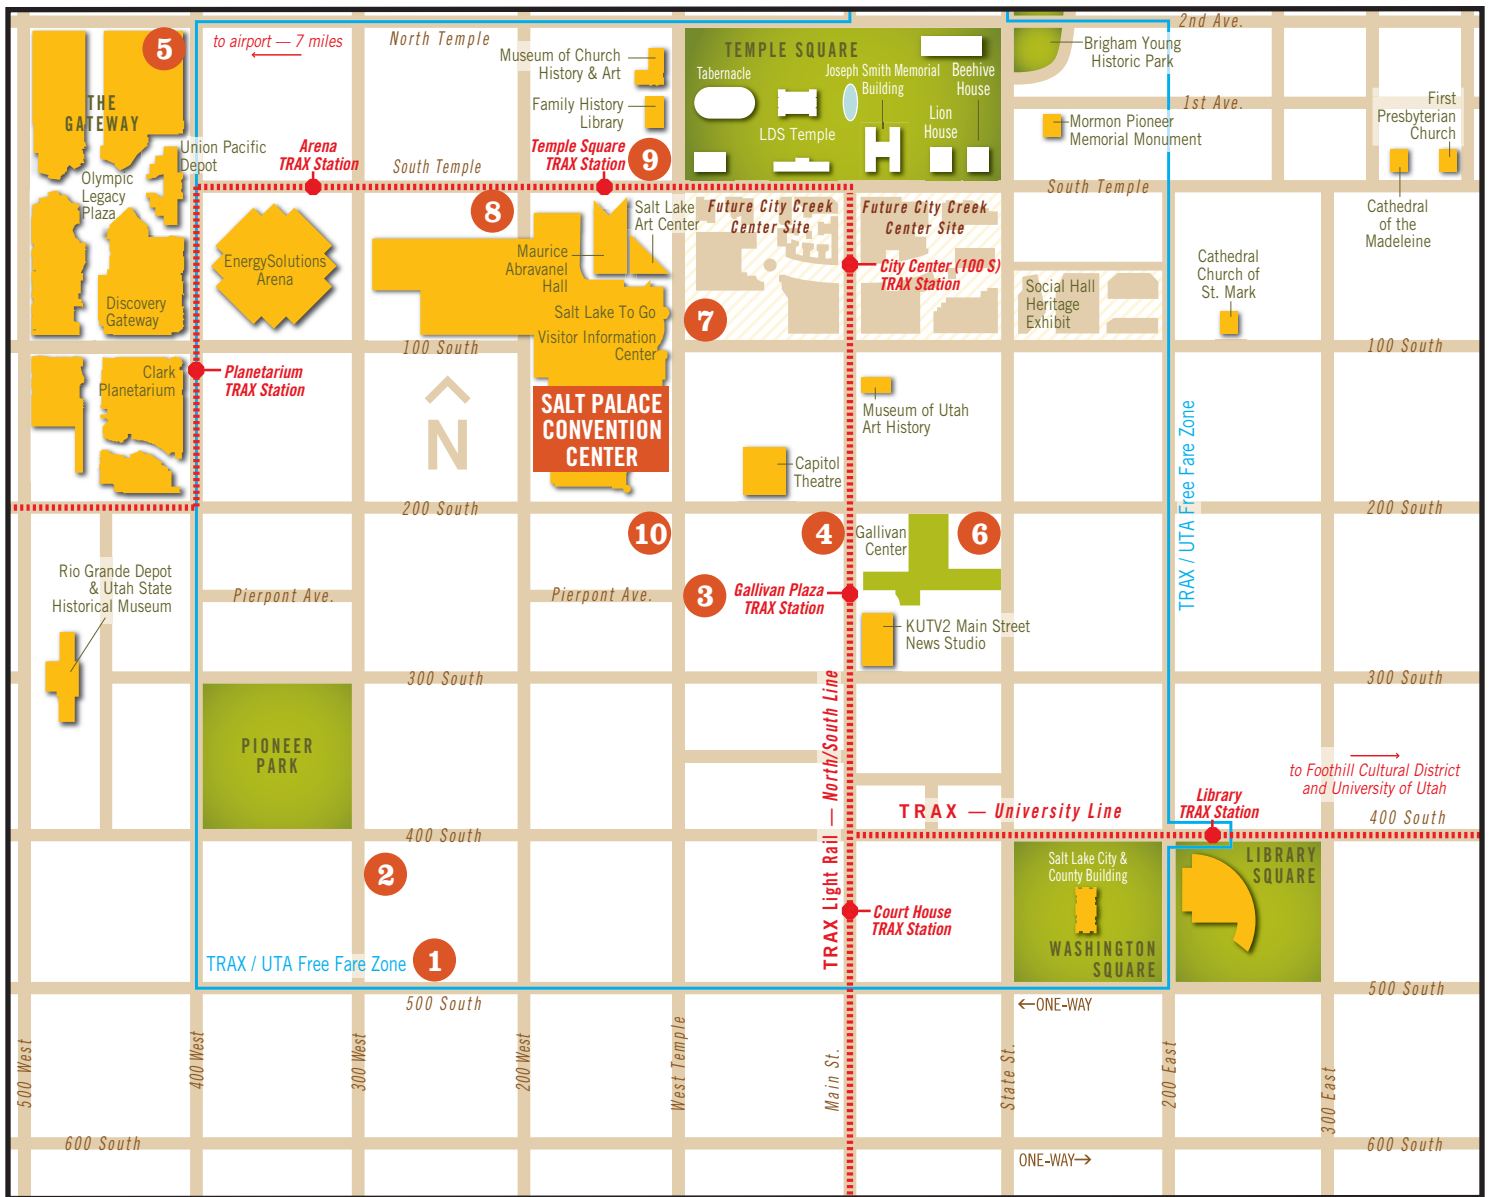 2nd Ave.
5
to airport — 7 miles
North Temple
Museum of Church
History & Art
TEMPLE SQUARE
Brigham Young
Historic Park
Tabernacle
Joseph Smith Memorial
Building
Beehive
House
THE
GATEWAY
Family History
Library
LDS Temple
Lion
House
1st Ave.
First
Presbyterian
Church
Mormon Pioneer
Memorial Monument
Union Pacific
Depot
Arena
TRAX Station
Temple Square
TRAX Station
9
South Temple
South Temple
Olympic
Legacy
Plaza
8
Salt Lake
Art Center
Future City Creek
Center Site
Future City Creek
Center Site
Cathedral
of the
Madeleine
Maurice
Abravanel
Hall
EnergySolutions
Arena
City Center (100 S)
TRAX Station
Cathedral
Church of
St. Mark
Discovery
Gateway
Salt Lake To Go
Visitor Information
Center
7
Social Hall
Heritage
Exhibit
100 South
100 South
Clark
Planetarium
Planetarium
TRAX Station
N
SALT PALACE
CONVENTION
CENTER
Museum of Utah
Art History
Capitol
Theatre
TRAX / UTA Free Fare Zone
200 South
200 South
10
4
Gallivan
Center
6
Rio Grande Depot
& Utah State
Historical Museum
Pierpont Ave.
Pierpont Ave.
3
Gallivan Plaza
TRAX Station
KUTV2 Main Street
News Studio
300 South
300 South
PIONEER
PARK
TRAX Light Rail — North/South Line
to Foothill Cultural District
and University of Utah
TRAX — University Line
Library
TRAX Station
400 South
400 South
2
Salt Lake City &
County Building
LIBRARY
SQUARE
Court House
TRAX Station
WASHINGTON
SQUARE
TRAX / UTA Free Fare Zone
1
500 South
ONE-WAY
500 South
500 West
400 West
300 West
200 West
West Temple
Main St.
State St.
200 East
300 East
600 South
600 South
ONE-WAY